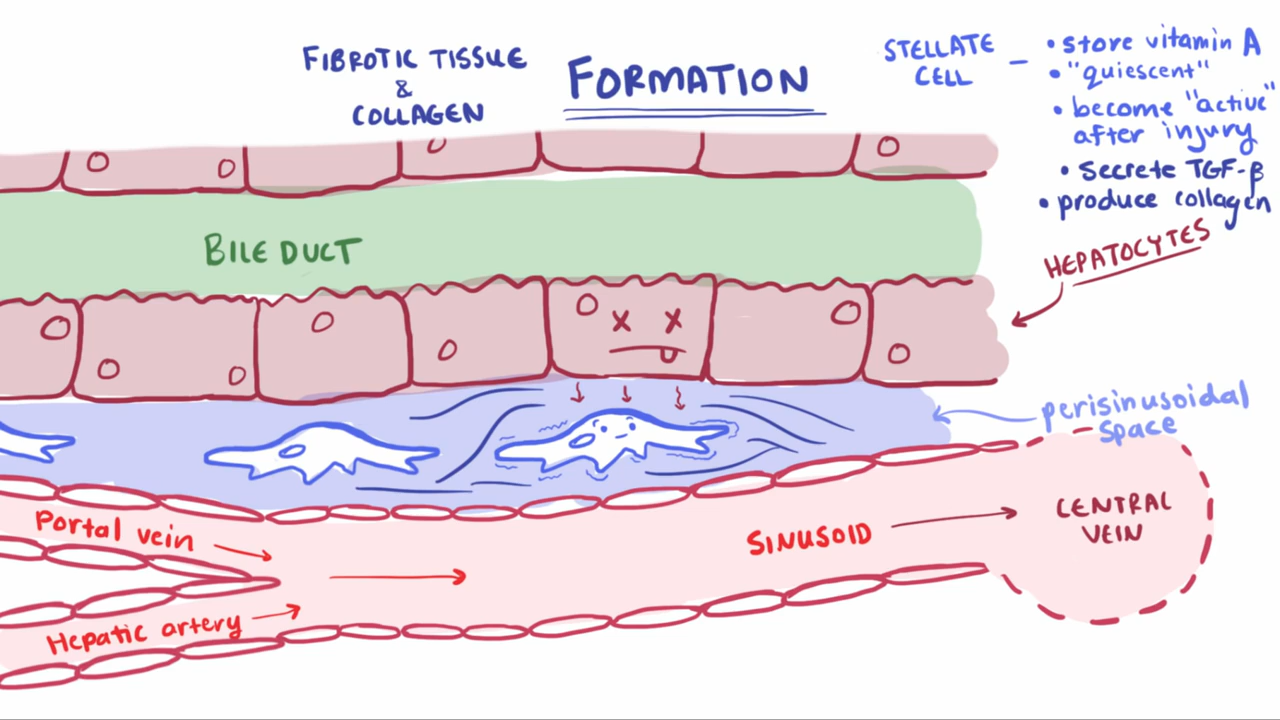 FIBROTIC TISSUE
&
COLLAGEN
FORMATION
STELLATE
CELL
–
• store vitamin A
• "quiescent"
• become "active"
after injury
• secrete TGF-β
• produce collagen
HEPATOCYTES
BILE DUCT
x x
perisinusoidal
space
Portal vein
SINUSOID
CENTRAL
VEIN
Hepatic artery